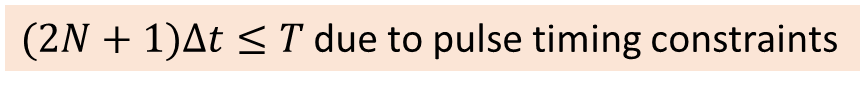 (2N + 1)Δt ≤ T due to pulse timing constraints